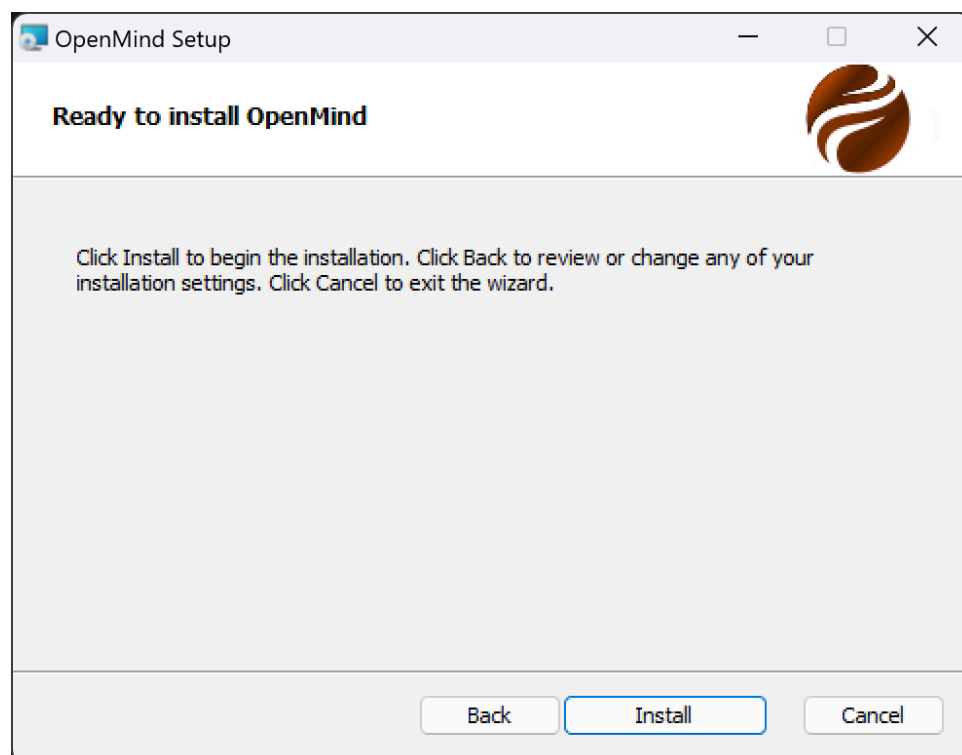 OpenMind Setup
Ready to install OpenMind
Click Install to begin the installation. Click Back to review or change any of your
installation settings. Click Cancel to exit the wizard.
Back Install Cancel